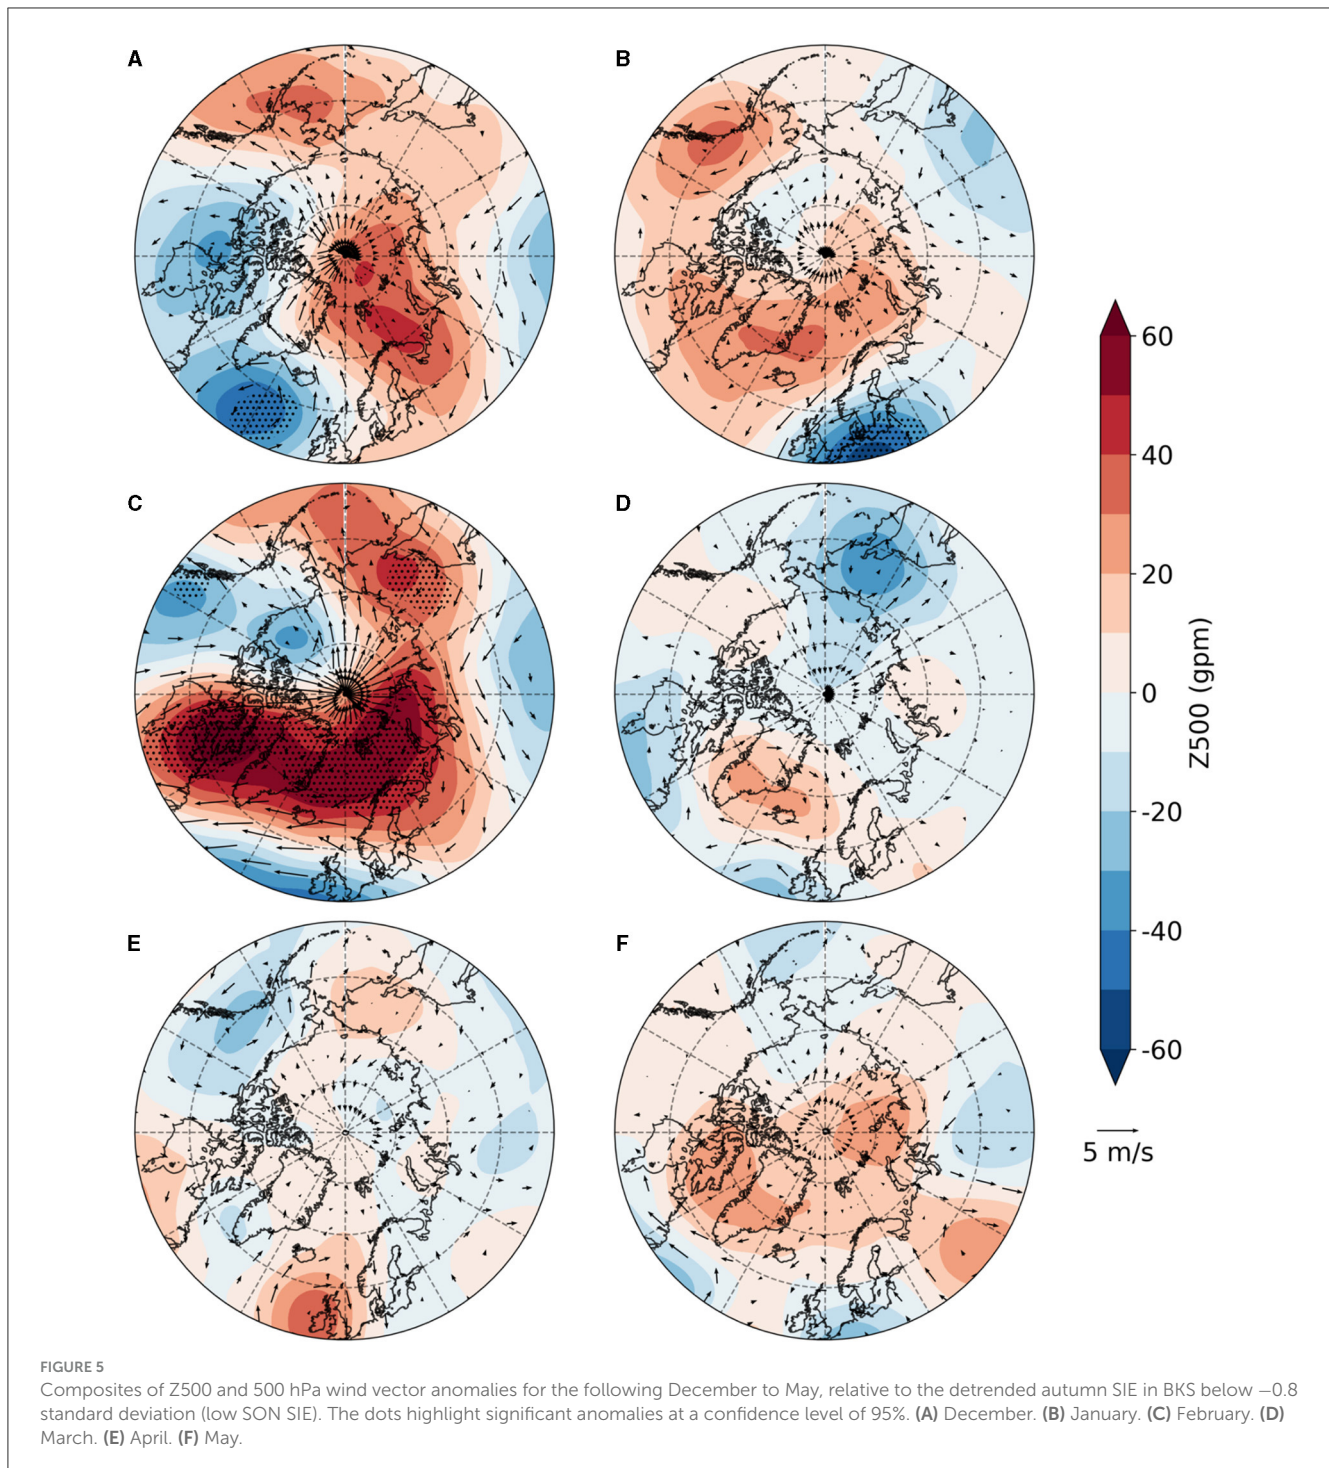 A
B
C
D
E
F
60
40
20
0
-20
-40
-60
Z500 (gpm)
5 m/s
FIGURE 5
Composites of Z500 and 500 hPa wind vector anomalies for the following December to May, relative to the detrended autumn SIE in BKS below −0.8
standard deviation (low SON SIE). The dots highlight significant anomalies at a confidence level of 95%. (A) December. (B) January. (C) February. (D)
March. (E) April. (F) May.